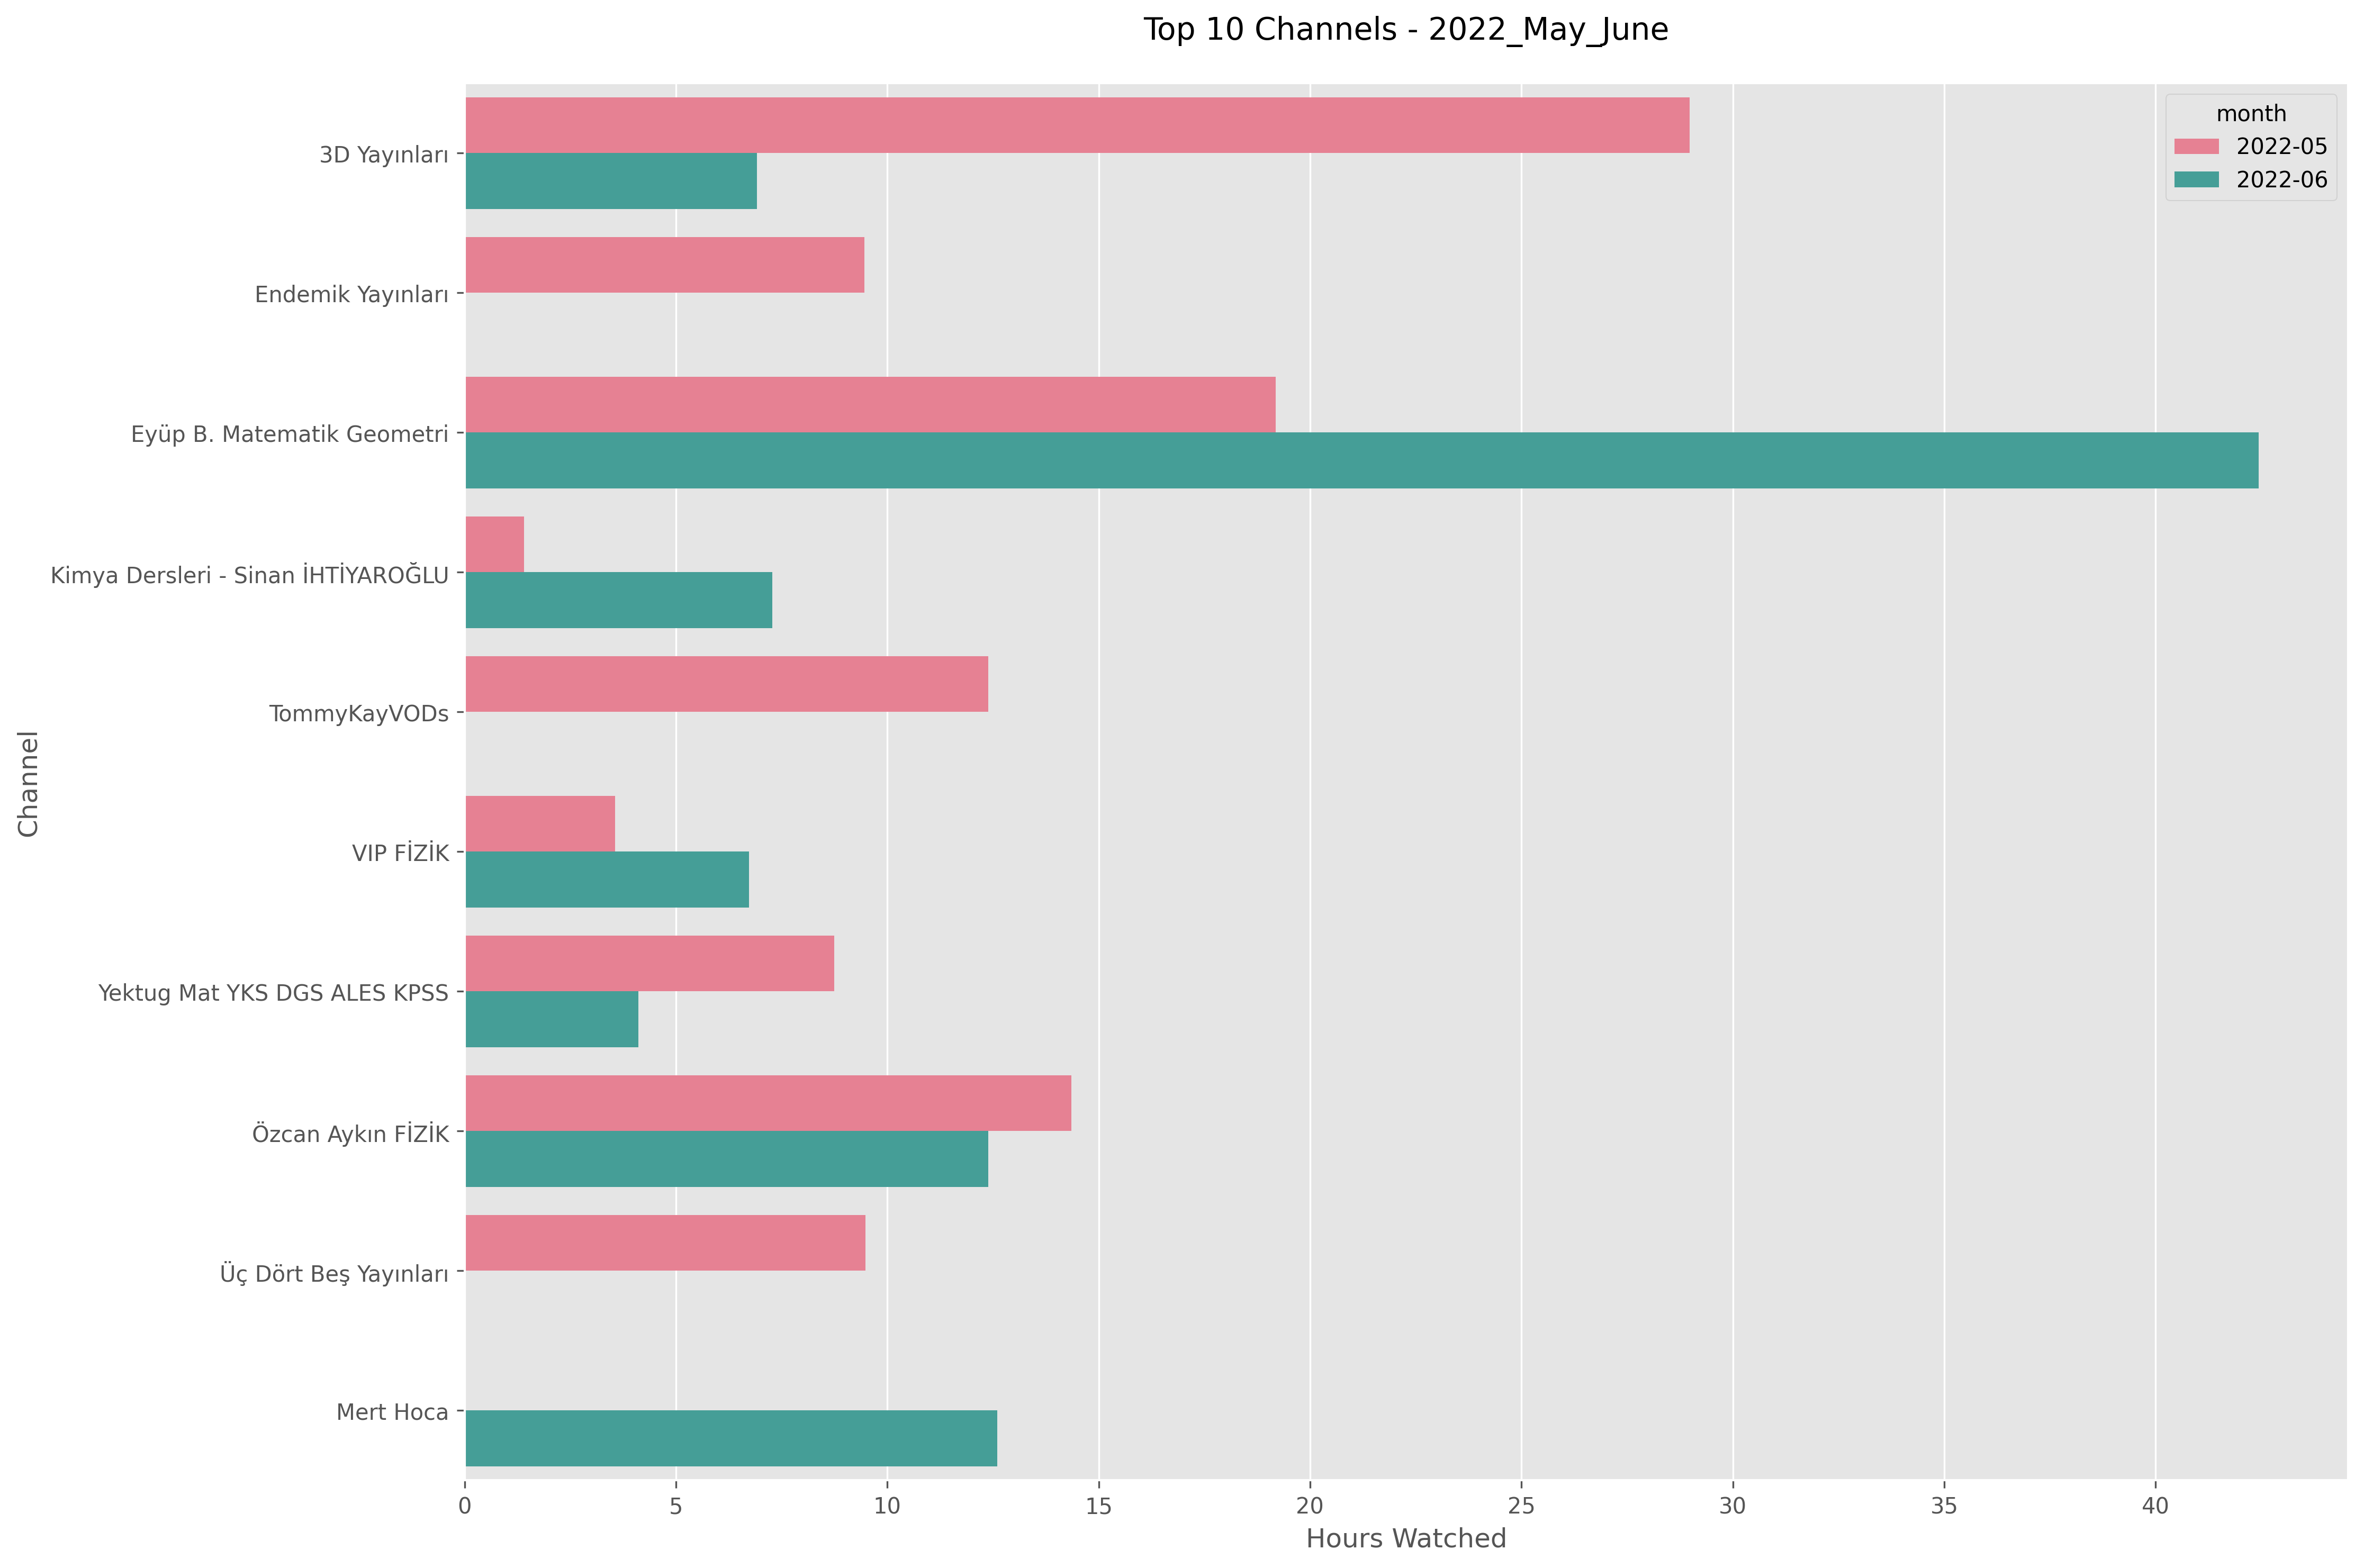 Top 10 Channels - 2022_May_June
month
2022-05
2022-06
3D Yayınları
Endemik Yayınları
Eyüp B. Matematik Geometri
Kimya Dersleri - Sinan İHTİYAROĞLU
TommyKayVODs
VIP FİZİK
Yektug Mat YKS DGS ALES KPSS
Özcan Aykın FİZİK
Üç Dört Beş Yayınları
Mert Hoca
Channel
0 5 10 15 20 25 30 35 40
Hours Watched